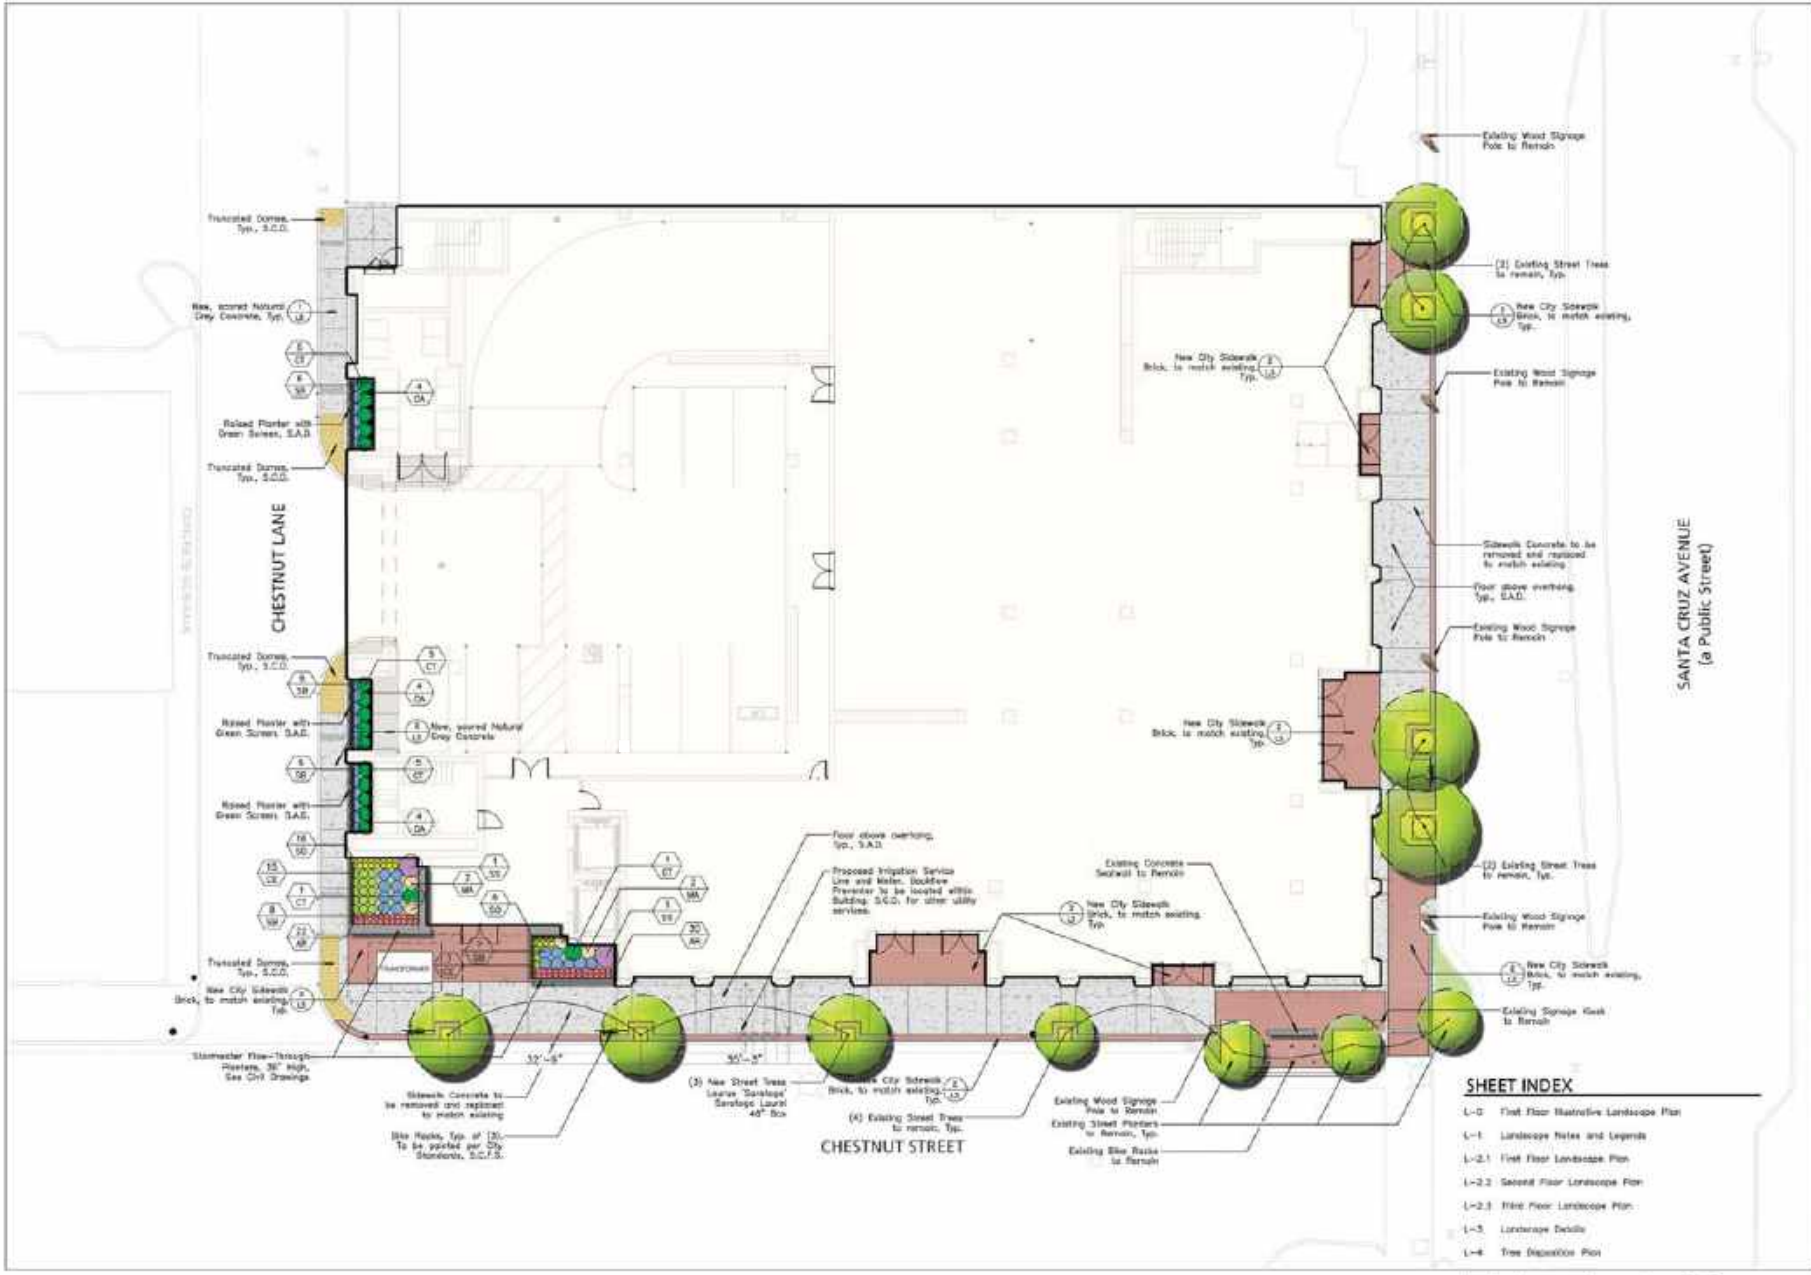 Existing Wood Signage
Pole to Remain
Truncated Domes,
Typ., S.C.D.
(2) Existing Street Trees
to remain, Typ.
New, scored Natural
Grey Concrete, Typ.
New City Sidewalk
Brick, to match existing,
Typ.
New City Sidewalk
Brick, to match existing,
Typ.
Existing Wood Signage
Pole to Remain
Raised Planter with
Green Screen, S.A.D.
Truncated Domes,
Typ., S.C.D.
CHESTNUT LANE
Sidewalk Concrete to be
removed and replaced
to match existing
Floor above overhang,
Typ., S.A.D.
SANTA CRUZ AVENUE
(a Public Street)
Existing Wood Signage
Pole to Remain
Truncated Domes,
Typ., S.C.D.
Raised Planter with
Green Screen, S.A.D.
New, scored Natural
Grey Concrete
New City Sidewalk
Brick, to match existing,
Typ.
Raised Planter with
Green Screen, S.A.D.
Floor above overhang,
Typ., S.A.D.
Proposed Irrigation Service
Line and Meter. Backflow
Preventer to be located within
Building. S.C.D. for other utility
services.
Existing Concrete
Seatwall to Remain
(2) Existing Street Trees
to remain, Typ.
New City Sidewalk
Brick, to match existing,
Typ.
Existing Wood Signage
Pole to Remain
TRANSFORMER
Truncated Domes,
Typ., S.C.D.
New City Sidewalk
Brick, to match existing,
Typ.
New City Sidewalk
Brick, to match existing,
Typ.
Existing Signage Kiosk
to Remain
Stormwater Flow-Through
Planters, 36" High,
See Civil Drawings
32'-6"
Sidewalk Concrete to
be removed and replaced
to match existing
Bike Racks, Typ. of (3).
To be painted per City
Standards, S.C.F.S.
(3) New Street Trees
Laurus 'Saratoga'
Saratoga Laurel
48" Box
New City Sidewalk
Brick, to match existing,
Typ.
(4) Existing Street Trees
to remain, Typ.
Existing Wood Signage
Pole to Remain
Existing Street Planters
to Remain, Typ.
Existing Bike Racks
to Remain
CHESTNUT STREET
SHEET INDEX
L-0 First Floor Illustrative Landscape Plan
L-1 Landscape Notes and Legends
L-2.1 First Floor Landscape Plan
L-2.2 Second Floor Landscape Plan
L-2.3 Third Floor Landscape Plan
L-3 Landscape Details
L-4 Tree Disposition Plan